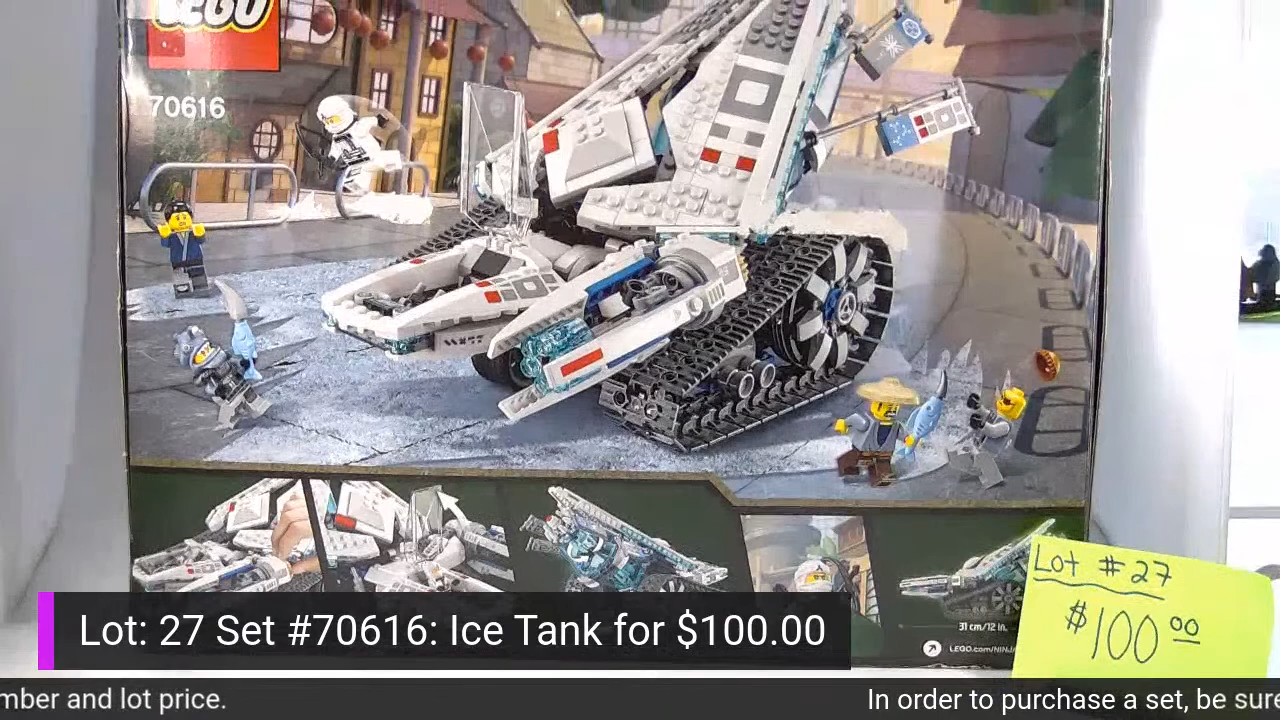 LEGO
70616
31 cm/12 in.
LEGO.com/NINJ
Lot #27
$100.00
Lot: 27 Set #70616: Ice Tank for $100.00
mber and lot price.
In order to purchase a set, be sure